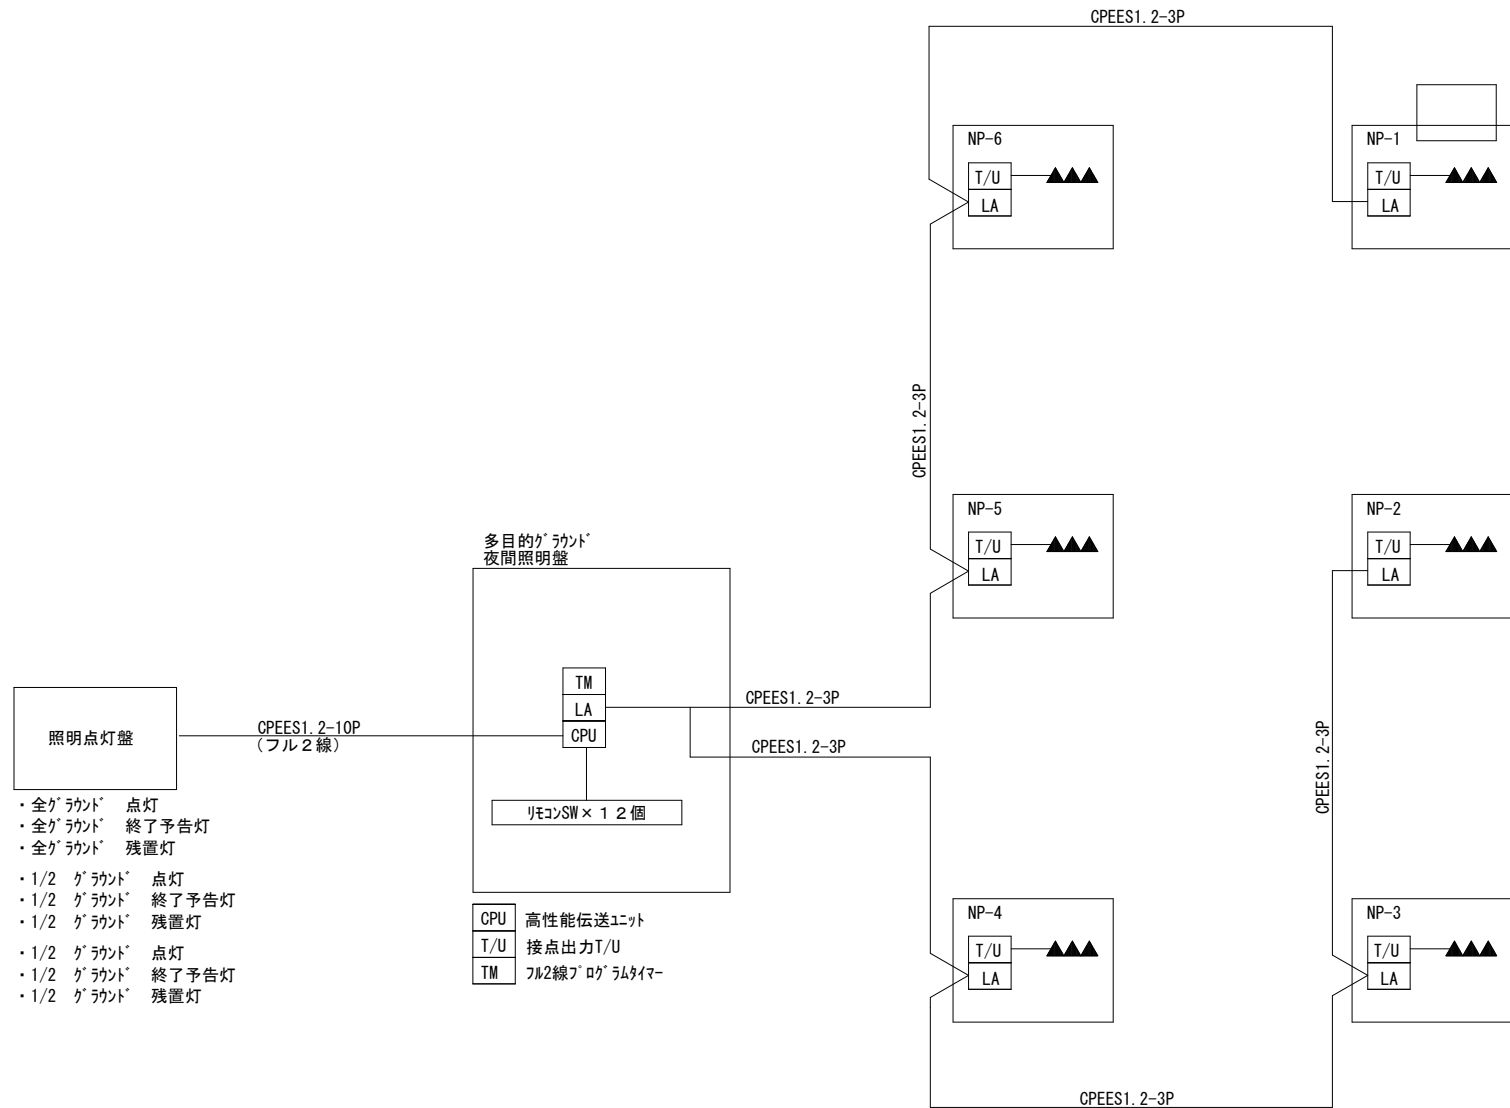 CPEES1.2-3P
NP-6
T/U
LA
NP-1
T/U
LA
CPEES1.2-3P
NP-5
T/U
LA
NP-2
T/U
LA
多目的ｸﾞﾗｳﾝﾄﾞ
夜間照明盤
TM
LA
CPU
ﾘﾓｺﾝSW×１２個
CPEES1.2-3P
CPEES1.2-3P
CPEES1.2-3P
照明点灯盤
CPEES1.2-10P
(フル２線)
・全ｸﾞﾗｳﾝﾄﾞ 点灯
・全ｸﾞﾗｳﾝﾄﾞ 終了予告灯
・全ｸﾞﾗｳﾝﾄﾞ 残置灯
・1/2 ｸﾞﾗｳﾝﾄﾞ 点灯
・1/2 ｸﾞﾗｳﾝﾄﾞ 終了予告灯
・1/2 ｸﾞﾗｳﾝﾄﾞ 残置灯
・1/2 ｸﾞﾗｳﾝﾄﾞ 点灯
・1/2 ｸﾞﾗｳﾝﾄﾞ 終了予告灯
・1/2 ｸﾞﾗｳﾝﾄﾞ 残置灯
CPU 高性能伝送ﾕﾆｯﾄ
T/U 接点出力T/U
TM ﾌﾙ2線ﾌﾟﾛｸﾞﾗﾑﾀｲﾏｰ
NP-4
T/U
LA
NP-3
T/U
LA
CPEES1.2-3P